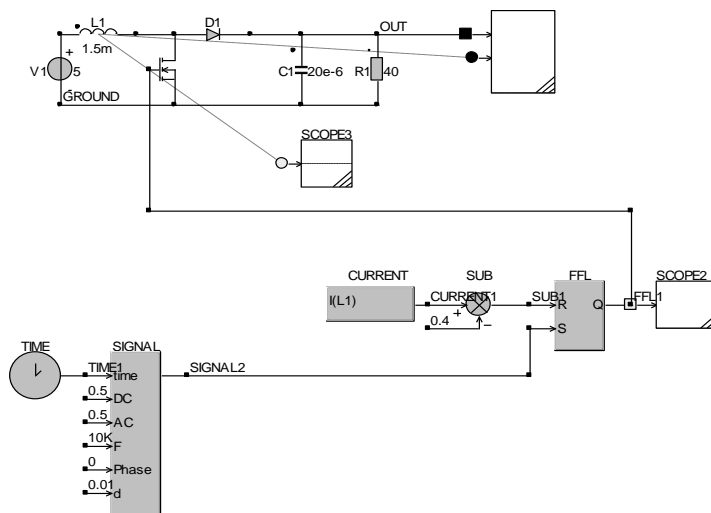 L1
D1
OUT
1.5m
V1
+
5
C1
20e-6
R1
40
GROUND
SCOPE3
CURRENT
SUB
FFL
SCOPE2
I(L1)
CURRENT1
+
SUB1
R
Q
FFL1
0.4
−
S
TIME
SIGNAL
TIME1
time
SIGNAL2
0.5
DC
0.5
AC
10K
F
0
Phase
0.01
d